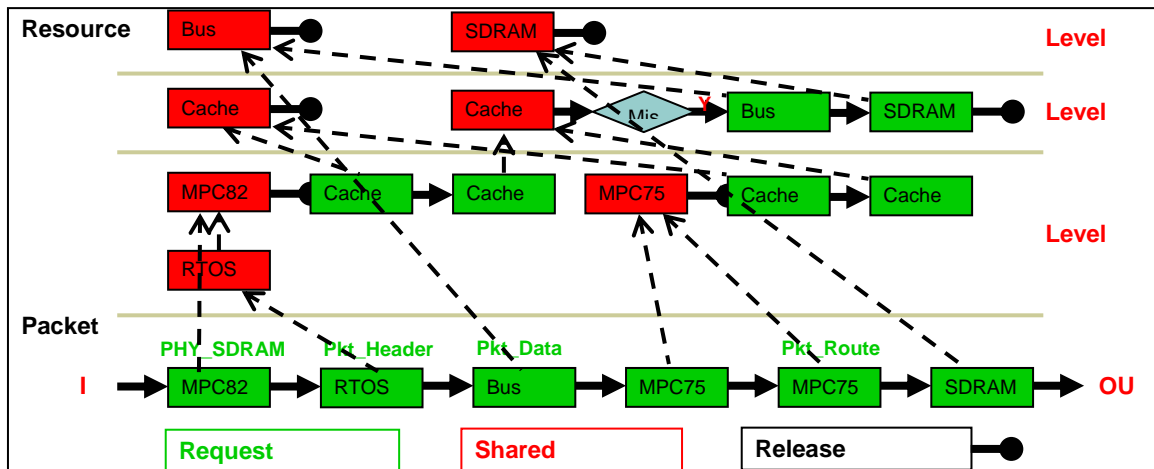 Resource
Bus
SDRAM
Level
Cache
Cache
Mis
Y
Bus
SDRAM
Level
MPC82
Cache
Cache
MPC75
Cache
Cache
Level
RTOS
Packet
PHY_SDRAM
Pkt_Header
Pkt_Data
Pkt_Route
I
MPC82
RTOS
Bus
MPC75
MPC75
SDRAM
OU
Request
Shared
Release